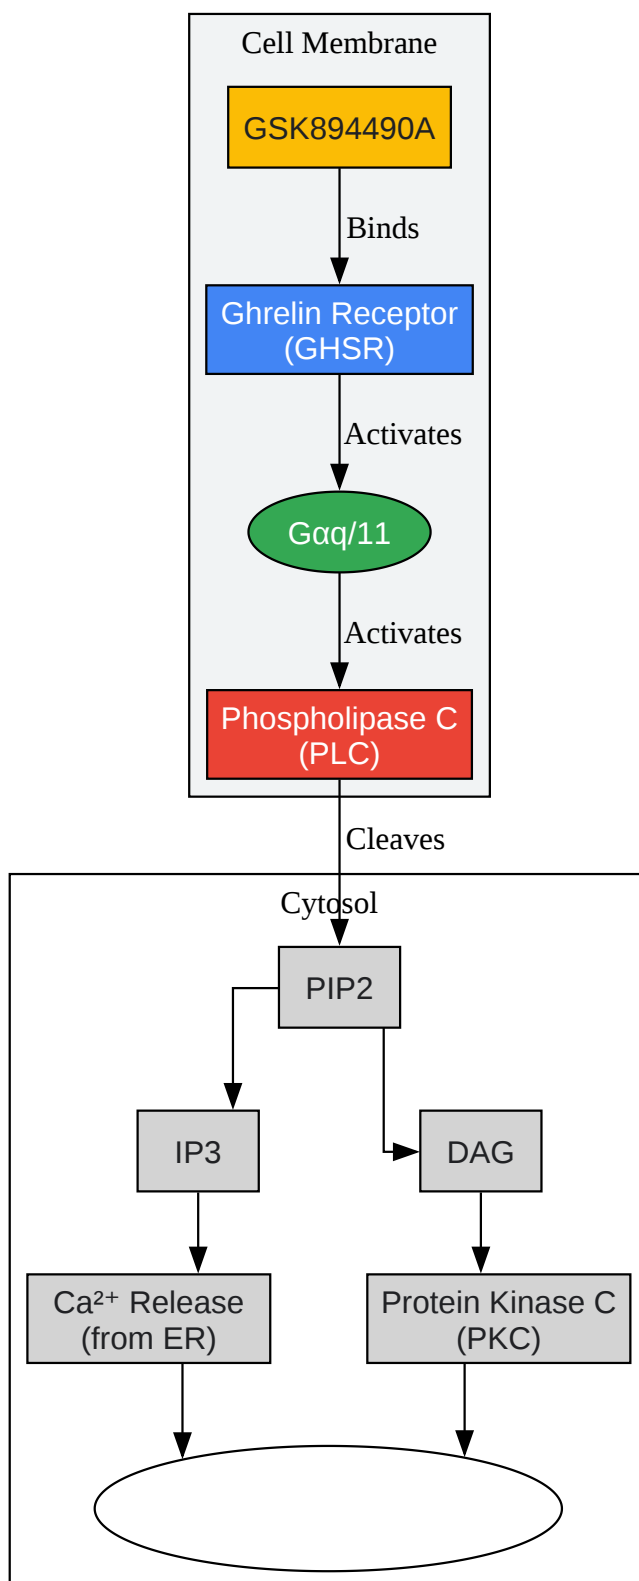 Cell Membrane
GSK894490A
Binds
Ghrelin Receptor
(GHSR)
Activates
Gαq/11
Activates
Phospholipase C
(PLC)
Cleaves
Cytosol
PIP2
IP3
DAG
Ca²⁺ Release
(from ER)
Protein Kinase C
(PKC)